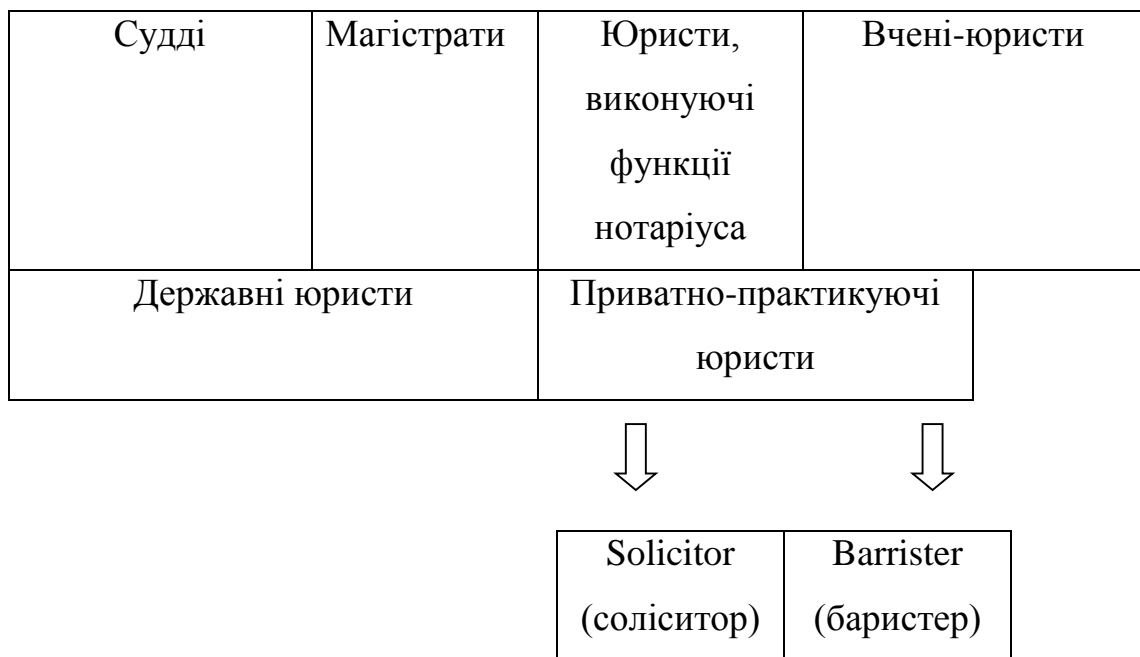 Судді
Магістрати
Юристи,
виконуючі
функції
нотаріуса
Вчені-юристи
Державні юристи
Приватно-практикуючі
юристи
Solicitor
(соліситор)
Barrister
(баристер)